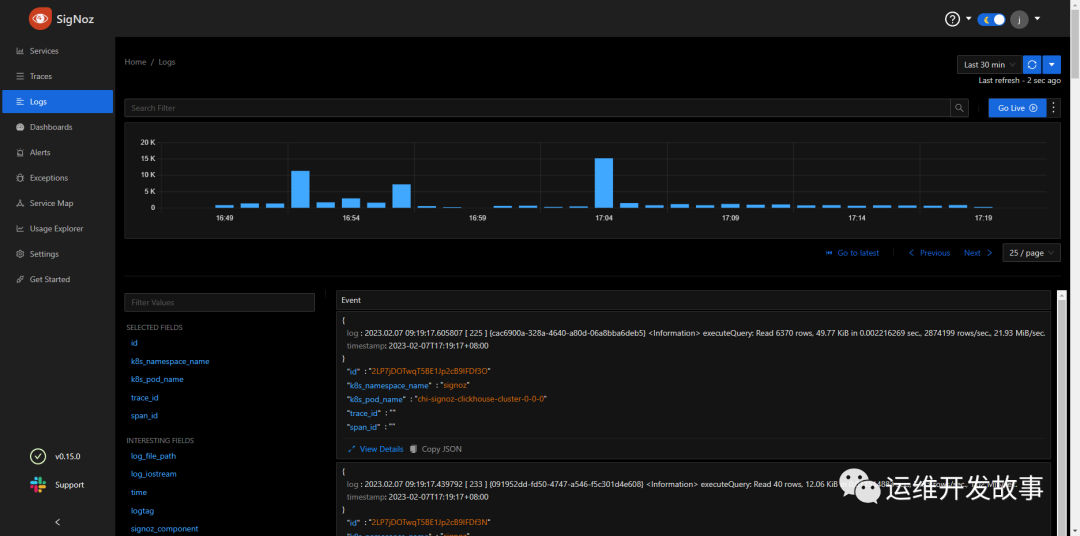 SigNoz
j
Services
Traces
Logs
Dashboards
Alerts
Exceptions
Service Map
Usage Explorer
Settings
Get Started
v0.15.0
Support
Home / Logs
Last 30 min
Last refresh - 2 sec ago
Search Filter
Go Live
20 K
15 K
10 K
5 K
0
16:49
16:54
16:59
17:04
17:09
17:14
17:19
Go to latest
Previous
Next
25 / page
Filter Values
SELECTED FIELDS
id
k8s_namespace_name
k8s_pod_name
trace_id
span_id
INTERESTING FIELDS
log_file_path
log_iostream
time
logtag
signoz_component
Event
{
log : 2023.02.07 09:19:17.605807 [ 225 ] {cac6900a-328a-4640-a80d-06a8bba6deb5} <Information> executeQuery: Read 6370 rows, 49.77 KiB in 0.002216269 sec., 2874199 rows/sec., 21.93 MiB/sec.
timestamp: 2023-02-07T17:19:17+08:00
}
"id" : "2LP7jDOTwqT5BE1Jp2cB9IFDf3O"
"k8s_namespace_name" : "signoz"
"k8s_pod_name" : "chi-signoz-clickhouse-cluster-0-0-0"
"trace_id" : ""
"span_id" : ""
View Details
Copy JSON
{
log : 2023.02.07 09:19:17.439792 [ 233 ] {091952dd-fd50-4747-a546-f5c301d4e608} <Information> executeQuery: Read 40 rows, 12.06 KiB
timestamp: 2023-02-07T17:19:17+08:00
}
"id" : "2LP7jDOTwqT5BE1Jp2cB9IFDf3N"
"k8s_namespace_name" : "signoz"
运维开发故事